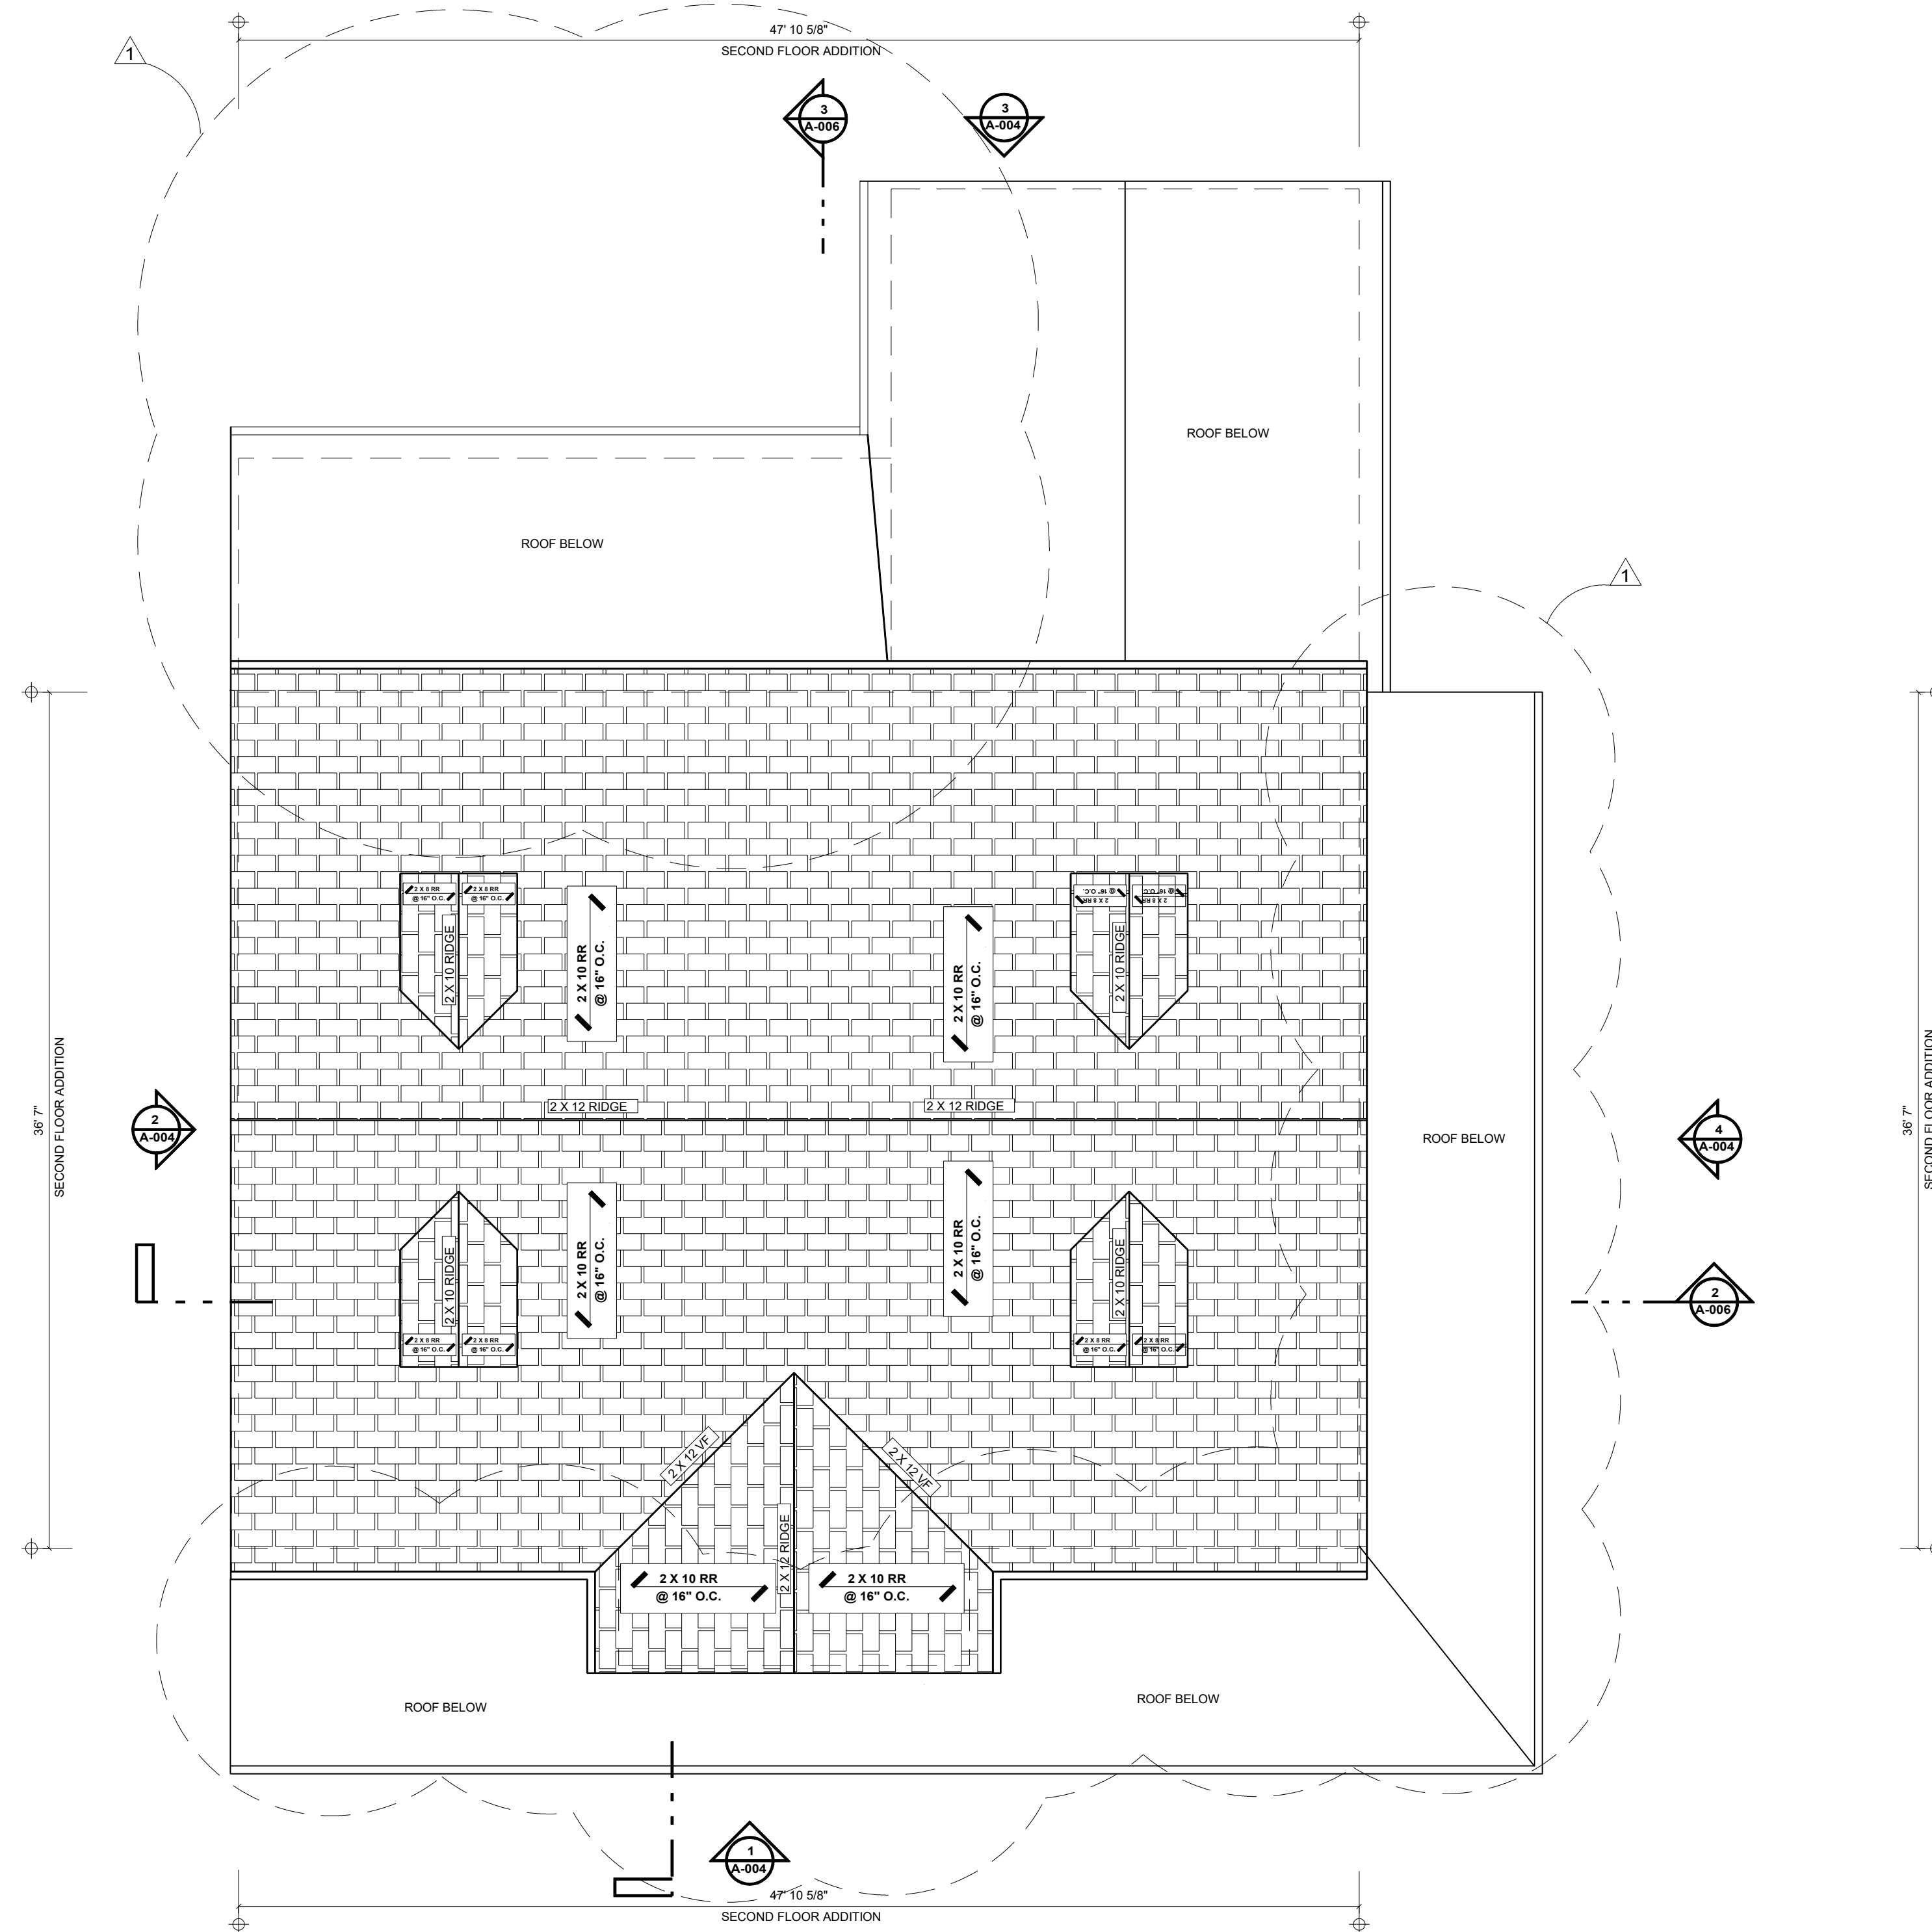 47' 10 5/8"
SECOND FLOOR ADDITION
1
3
A-006
3
A-004
ROOF BELOW
ROOF BELOW
1
2 X 8 RR
@ 16" O.C.
2 X 8 RR
@ 16" O.C.
2 X 10 RIDGE
2 X 10 RR
@ 16" O.C.
2 X 10 RR
@ 16" O.C.
2 X 8 RR
@ 16" O.C.
2 X 8 RR
@ 16" O.C.
2 X 10 RIDGE
2 X 12 RIDGE
2 X 12 RIDGE
36' 7"
SECOND FLOOR ADDITION
2
A-004
ROOF BELOW
4
A-004
36' 7"
SECOND FLOOR ADDITION
2 X 10 RIDGE
2 X 8 RR
@ 16" O.C.
2 X 8 RR
@ 16" O.C.
2 X 10 RR
@ 16" O.C.
2 X 10 RR
@ 16" O.C.
2 X 10 RIDGE
2 X 8 RR
@ 16" O.C.
2 X 8 RR
@ 16" O.C.
2
A-006
2 X 12 VF
2 X 12 VF
2 X 12 RIDGE
2 X 10 RR
@ 16" O.C.
2 X 10 RR
@ 16" O.C.
ROOF BELOW
ROOF BELOW
1
A-004
47' 10 5/8"
SECOND FLOOR ADDITION